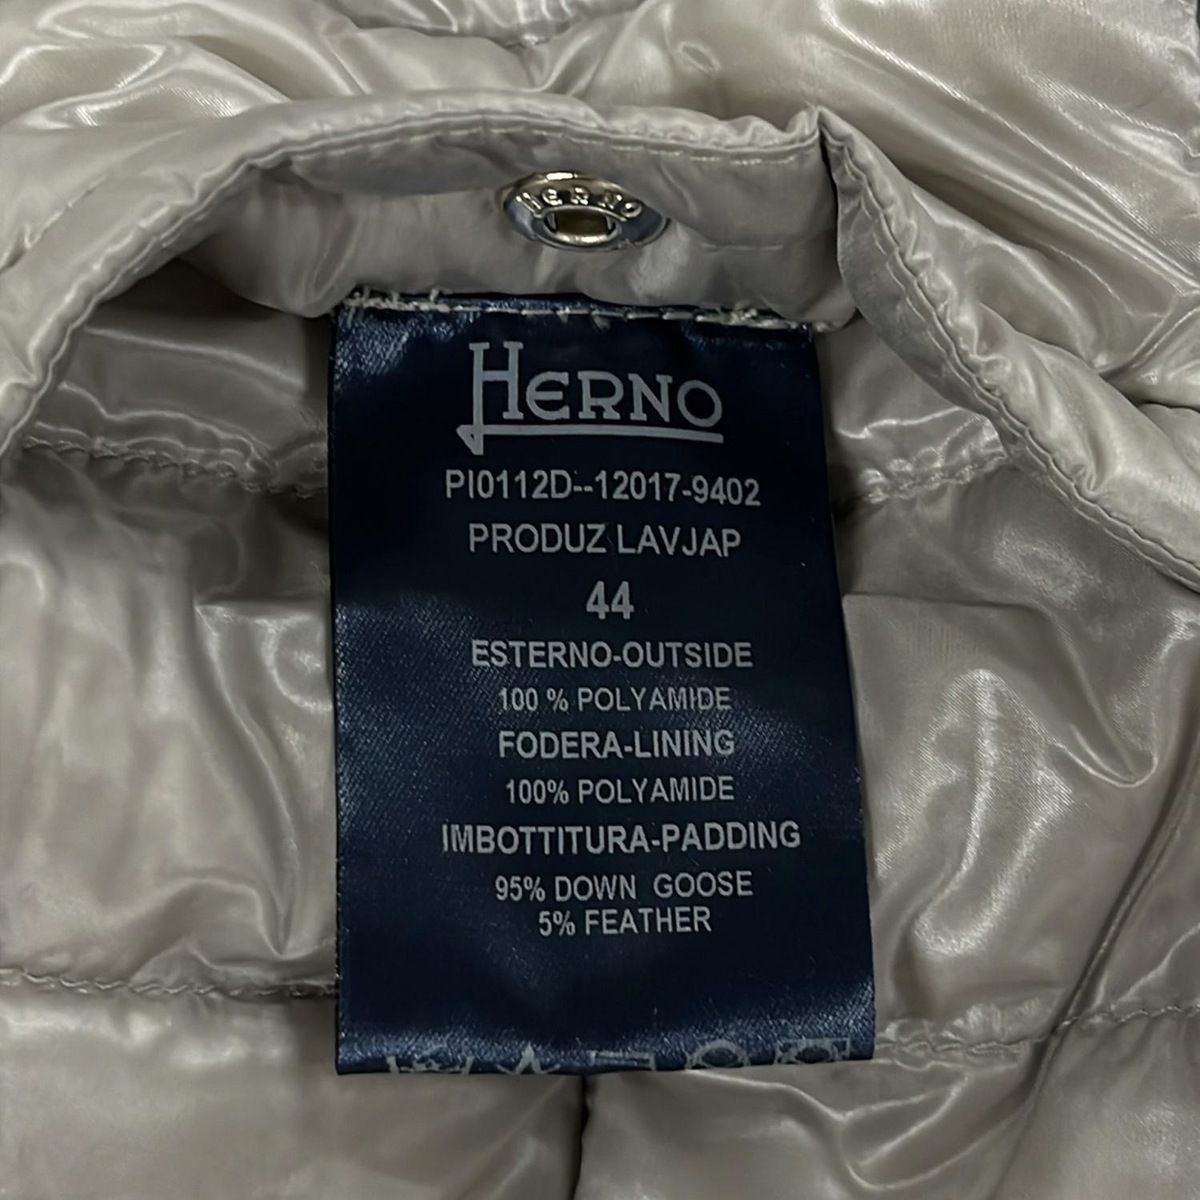 HERNO
HERNO
PI0112D--12017-9402
PRODUZ LAVJAP
44
ESTERNO-OUTSIDE
100 % POLYAMIDE
FODERA-LINING
100% POLYAMIDE
IMBOTTITURA-PADDING
95% DOWN GOOSE
5% FEATHER